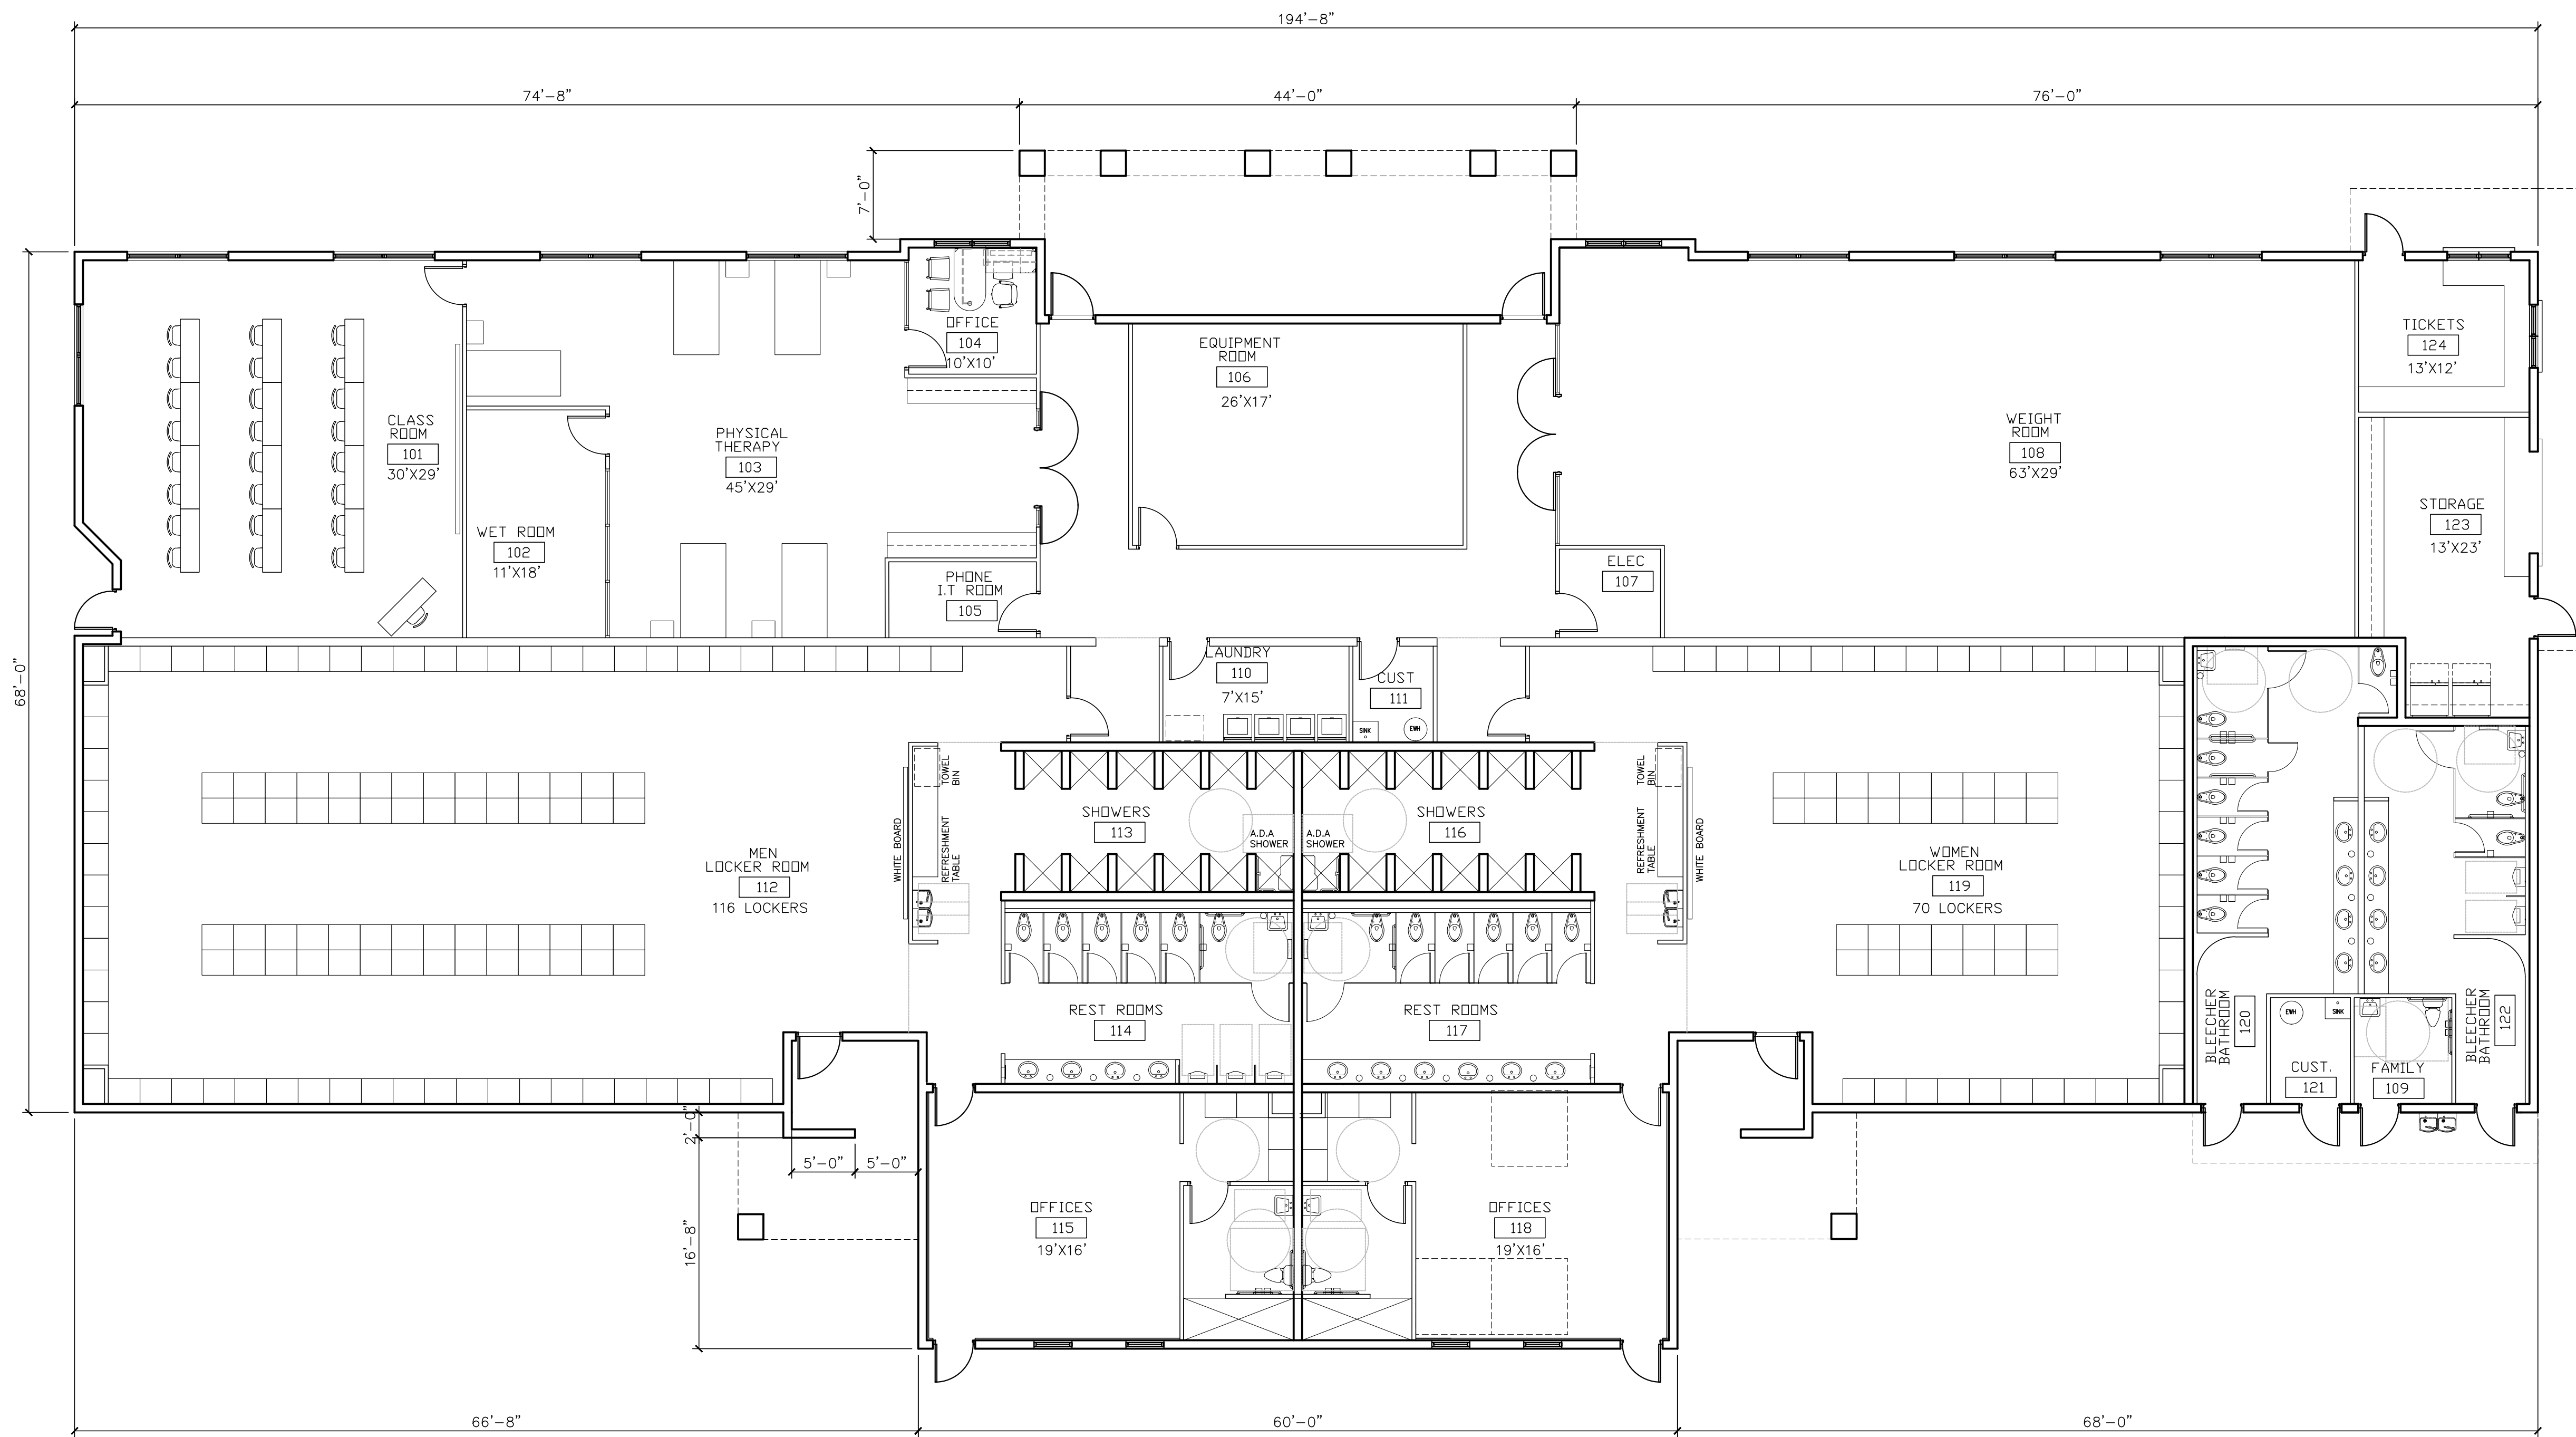 194'-8"
74'-8"
44'-0"
76'-0"
7'-0"
68'-0"
CLASS
ROOM
101
30'X29'
WET ROOM
102
11'X18'
PHYSICAL
THERAPY
103
45'X29'
OFFICE
104
10'X10'
PHONE
I.T ROOM
105
EQUIPMENT
ROOM
106
26'X17'
ELEC
107
WEIGHT
ROOM
108
63'X29'
TICKETS
124
13'X12'
STORAGE
123
13'X23'
LAUNDRY
110
7'X15'
CUST
111
SINK
EWH
MEN
LOCKER ROOM
112
116 LOCKERS
WHITE BOARD
TOWEL
BIN
REFRESHMENT
TABLE
SHOWERS
113
A.D.A
SHOWER
A.D.A
SHOWER
SHOWERS
116
TOWEL
BIN
REFRESHMENT
TABLE
WHITE BOARD
WOMEN
LOCKER ROOM
119
70 LOCKERS
REST ROOMS
114
REST ROOMS
117
BLEECHER
BATHROOM
120
EWH
SINK
CUST.
121
FAMILY
109
BLEECHER
BATHROOM
122
2'-0"
5'-0"
5'-0"
16'-8"
OFFICES
115
19'X16'
OFFICES
118
19'X16'
66'-8"
60'-0"
68'-0"